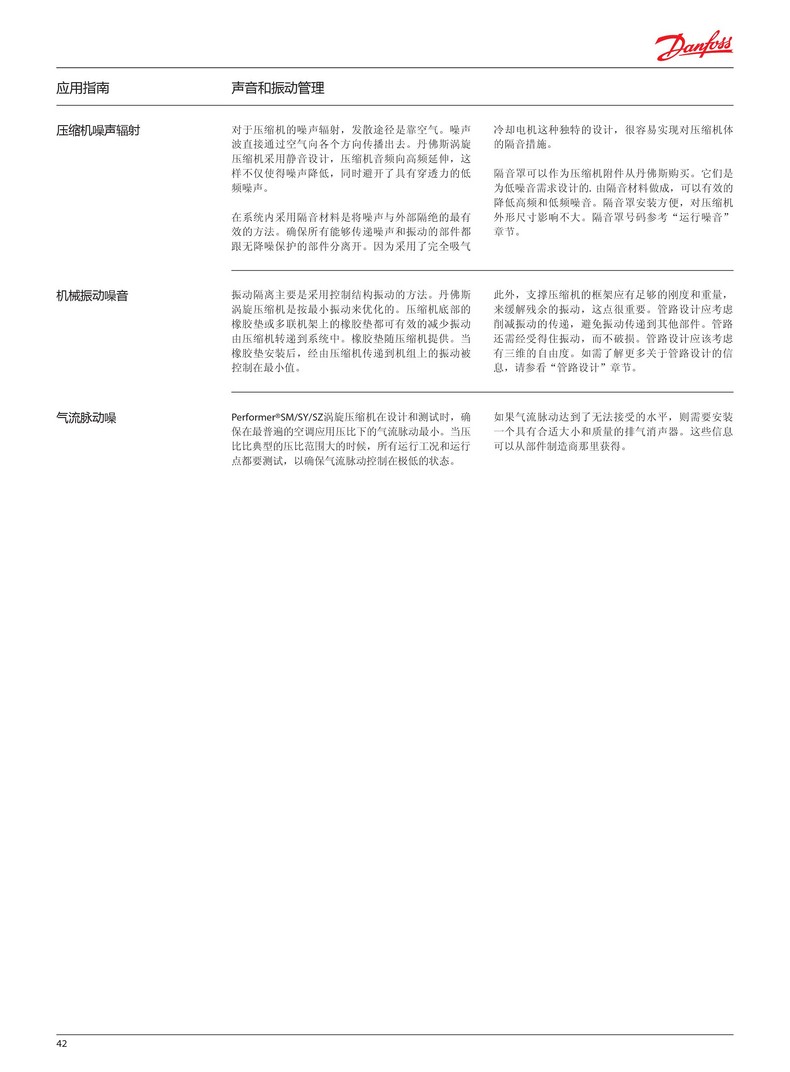 Danfoss
应用指南
声音和振动管理
压缩机噪声辐射
对于压缩机的噪声辐射，发散途径是靠空气。噪声
波直接通过空气向各个方向传播出去。丹佛斯涡旋
压缩机采用静音设计，压缩机音频向高频延伸，这
样不仅使得噪声降低，同时避开了具有穿透力的低
频噪声。
在系统内采用隔音材料是将噪声与外部隔绝的最有
效的方法。确保所有能够传递噪声和振动的部件都
跟无降噪保护的部件分离开。因为采用了完全吸气
冷却电机这种独特的设计，很容易实现对压缩机体
的隔音措施。
隔音罩可以作为压缩机附件从丹佛斯购买。它们是
为低噪音需求设计的. 由隔音材料做成，可以有效的
降低高频和低频噪音。隔音罩安装方便，对压缩机
外形尺寸影响不大。隔音罩号码参考“运行噪音”
章节。
机械振动噪音
振动隔离主要是采用控制结构振动的方法。丹佛斯
涡旋压缩机是按最小振动来优化的。压缩机底部的
橡胶垫或多联机架上的橡胶垫都可有效的减少振动
由压缩机转递到系统中。橡胶垫随压缩机提供。当
橡胶垫安装后，经由压缩机传递到机组上的振动被
控制在最小值。
此外，支撑压缩机的框架应有足够的刚度和重量，
来缓解残余的振动，这点很重要。管路设计应考虑
削减振动的传递，避免振动传递到其他部件。管路
还需经受得住振动，而不破损。管路设计应该考虑
有三维的自由度。如需了解更多关于管路设计的信
息，请参看“管路设计”章节。
气流脉动噪
Performer®SM/SY/SZ涡旋压缩机在设计和测试时，确
保在最普遍的空调应用压比下的气流脉动最小。当压
比比典型的压比范围大的时候，所有运行工况和运行
点都要测试，以确保气流脉动控制在极低的状态。
如果气流脉动达到了无法接受的水平，则需要安装
一个具有合适大小和质量的排气消声器。这些信息
可以从部件制造商那里获得。
42